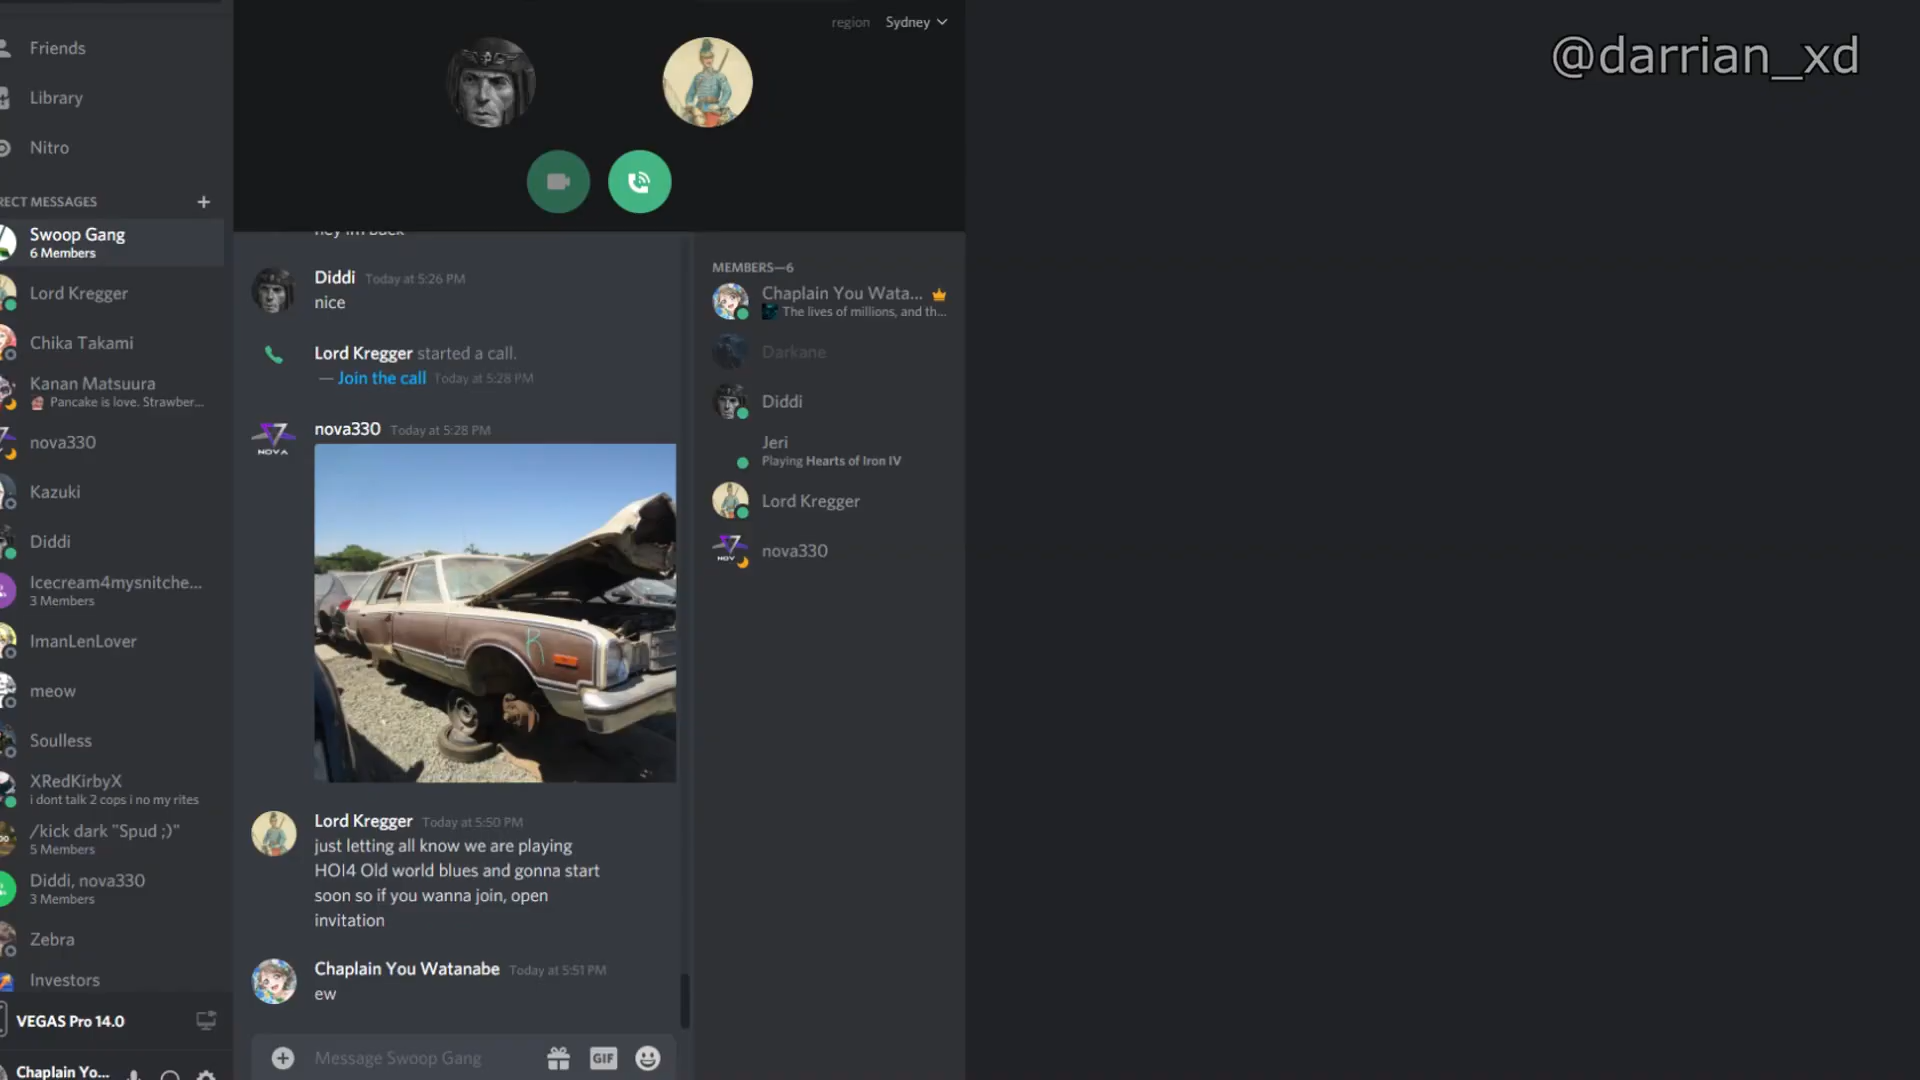 region Sydney
@darrian_xd
Friends
Library
Nitro
RECT MESSAGES
Swoop Gang
6 Members
Lord Kregger
Chika Takami
Kanan Matsuura
Pancake is love. Strawber...
nova330
Kazuki
Diddi
Icecream4mysnitche...
3 Members
ImanLenLover
meow
Soulless
XRedKirbyX
i dont talk 2 cops i no my rites
/kick dark "Spud ;)"
5 Members
Diddi, nova330
3 Members
Zebra
Investors
VEGAS Pro 14.0
Chaplain Yo...
hey im back
Diddi Today at 5:26 PM
nice
Lord Kregger started a call.
— Join the call Today at 5:28 PM
nova330 Today at 5:28 PM
NOVA
R
Lord Kregger Today at 5:50 PM
just letting all know we are playing
HOI4 Old world blues and gonna start
soon so if you wanna join, open
invitation
Chaplain You Watanabe Today at 5:51 PM
ew
Message Swoop Gang
GIF
MEMBERS—6
Chaplain You Wata...
The lives of millions, and th...
Darkane
Diddi
Jeri
Playing Hearts of Iron IV
Lord Kregger
nova330